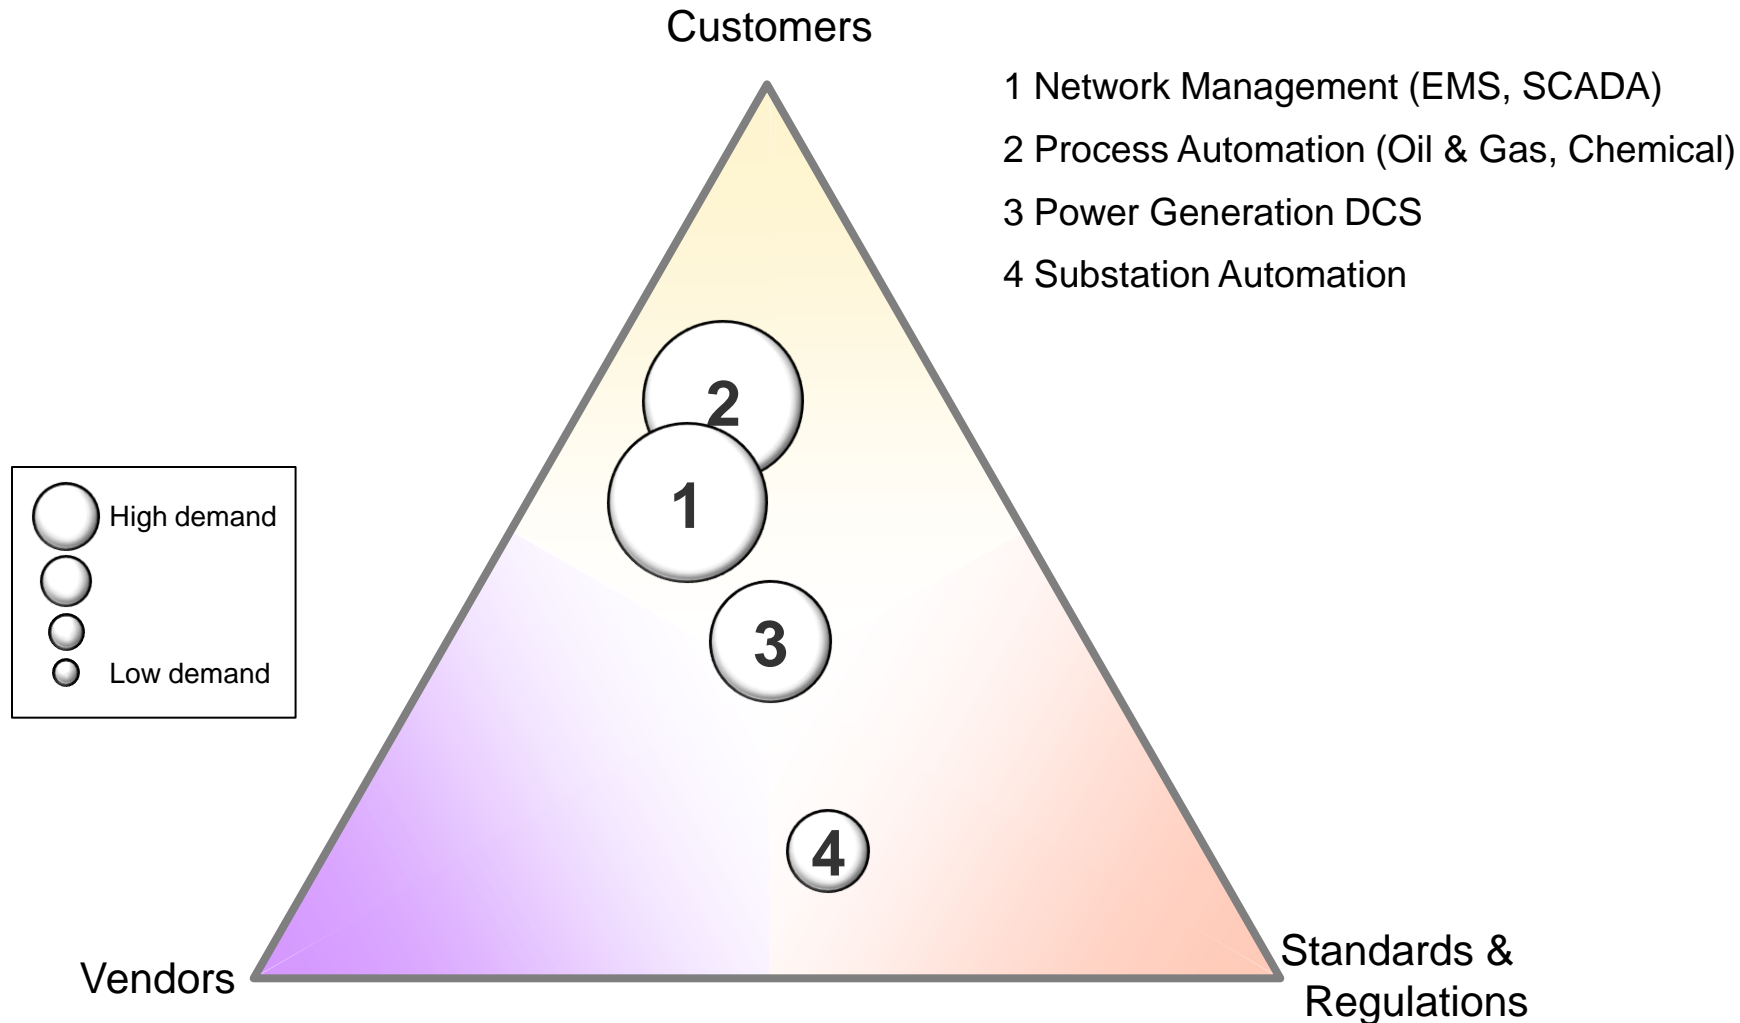 Customers
1 Network Management (EMS, SCADA)
2 Process Automation (Oil & Gas, Chemical)
3 Power Generation DCS
4 Substation Automation
2
1
3
4
High demand
Low demand
Vendors
Standards &
Regulations